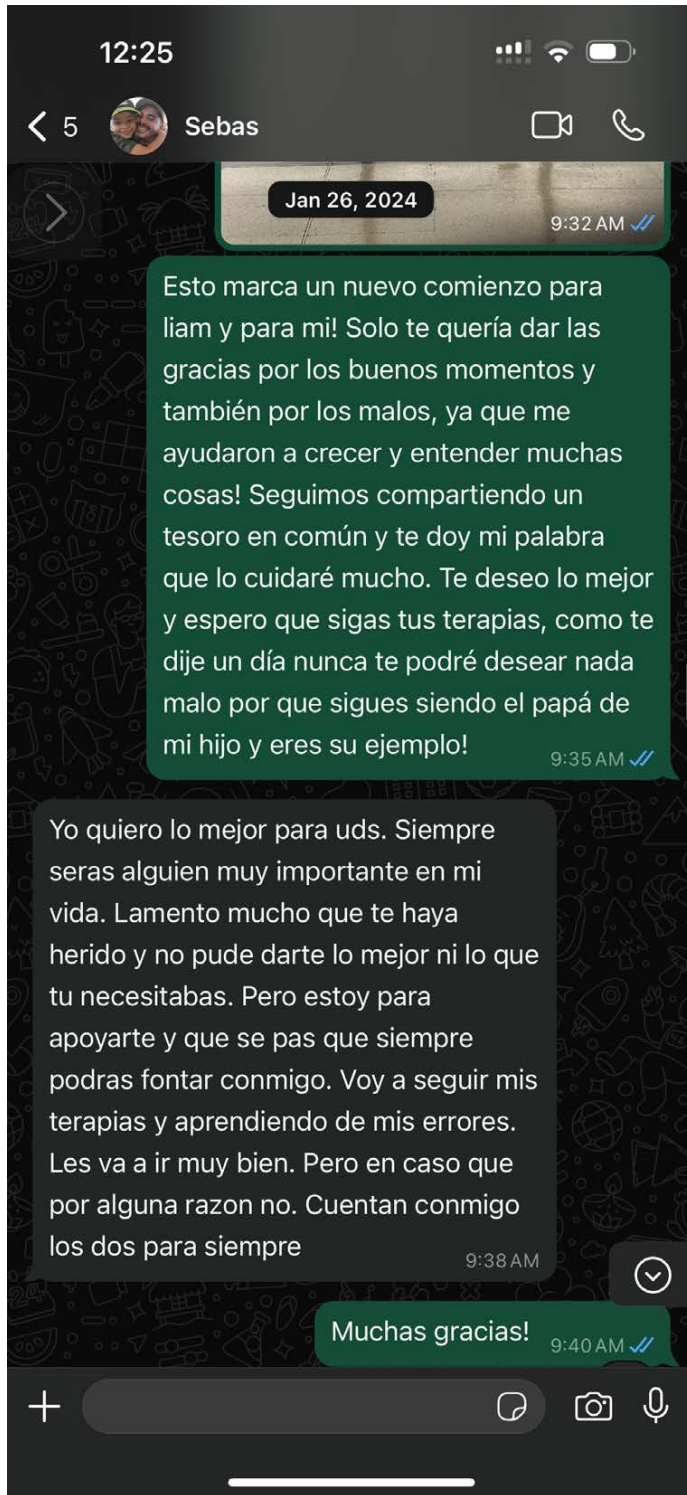 12:25
5
Sebas
Jan 26, 2024
9:32 AM
Esto marca un nuevo comienzo para
liam y para mi! Solo te quería dar las
gracias por los buenos momentos y
también por los malos, ya que me
ayudaron a crecer y entender muchas
cosas! Seguimos compartiendo un
tesoro en común y te doy mi palabra
que lo cuidaré mucho. Te deseo lo mejor
y espero que sigas tus terapias, como te
dije un día nunca te podré desear nada
malo por que sigues siendo el papá de
mi hijo y eres su ejemplo!
9:35 AM
Yo quiero lo mejor para uds. Siempre
seras alguien muy importante en mi
vida. Lamento mucho que te haya
herido y no pude darte lo mejor ni lo que
tu necesitabas. Pero estoy para
apoyarte y que se pas que siempre
podras fontar conmigo. Voy a seguir mis
terapias y aprendiendo de mis errores.
Les va a ir muy bien. Pero en caso que
por alguna razon no. Cuentan conmigo
los dos para siempre
9:38 AM
Muchas gracias!
9:40 AM